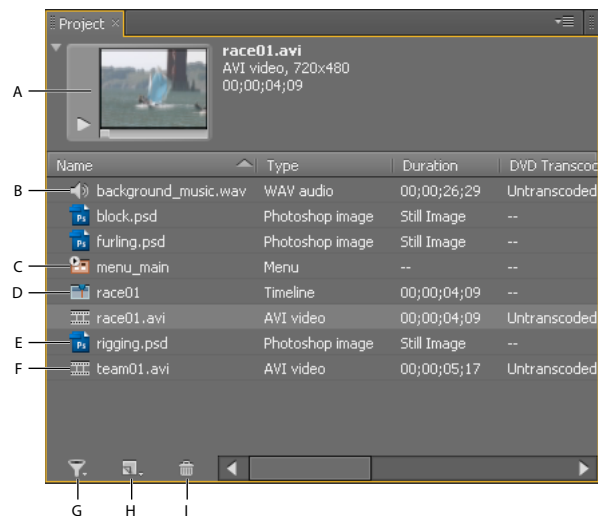 Project ×
race01.avi
AVI video, 720x480
00;00;04;09
A
Name Type Duration DVD Transcod
B background_music.wav WAV audio 00;00;26;29 Untranscoded
Ps block.psd Photoshop image Still Image --
Ps furling.psd Photoshop image Still Image --
C menu_main Menu -- --
D race01 Timeline 00;00;04;09 --
race01.avi AVI video 00;00;04;09 Untranscoded
E Ps rigging.psd Photoshop image Still Image --
F team01.avi AVI video 00;00;05;17 Untranscoded
G H I